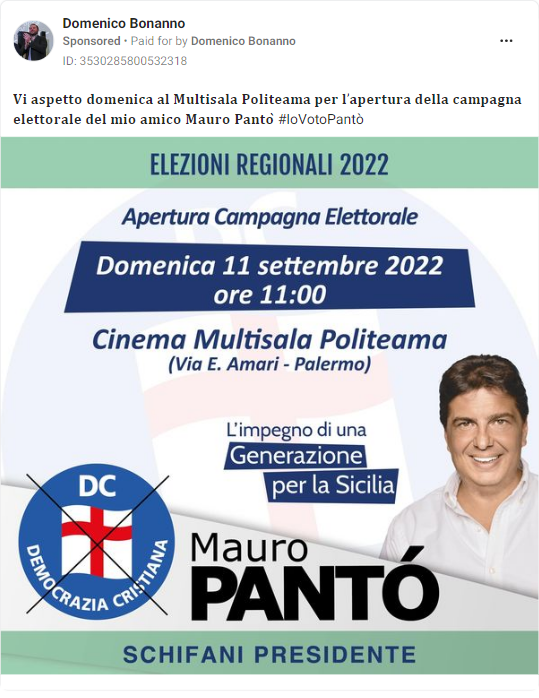 Domenico Bonanno
Sponsored • Paid for by Domenico Bonanno
ID: 3530285800532318
Vi aspetto domenica al Multisala Politeama per l’apertura della campagna
elettorale del mio amico Mauro Pantò #IoVotoPantò
ELEZIONI REGIONALI 2022
DC
Apertura Campagna Elettorale
Domenica 11 settembre 2022
ore 11:00
Cinema Multisala Politeama
(Via E. Amari - Palermo)
L'impegno di una
Generazione
per la Sicilia
DC
DEMOCRAZIA CRISTIANA
Mauro
PANTÓ
SCHIFANI PRESIDENTE